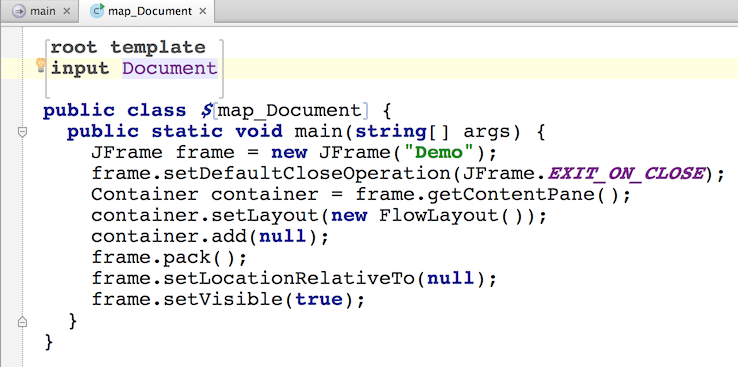 main map_Document
root template
input Document
public class $[map_Document] {
public static void main(string[] args) {
JFrame frame = new JFrame("Demo");
frame.setDefaultCloseOperation(JFrame.EXIT_ON_CLOSE);
Container container = frame.getContentPane();
container.setLayout(new FlowLayout());
container.add(null);
frame.pack();
frame.setLocationRelativeTo(null);
frame.setVisible(true);
}
}